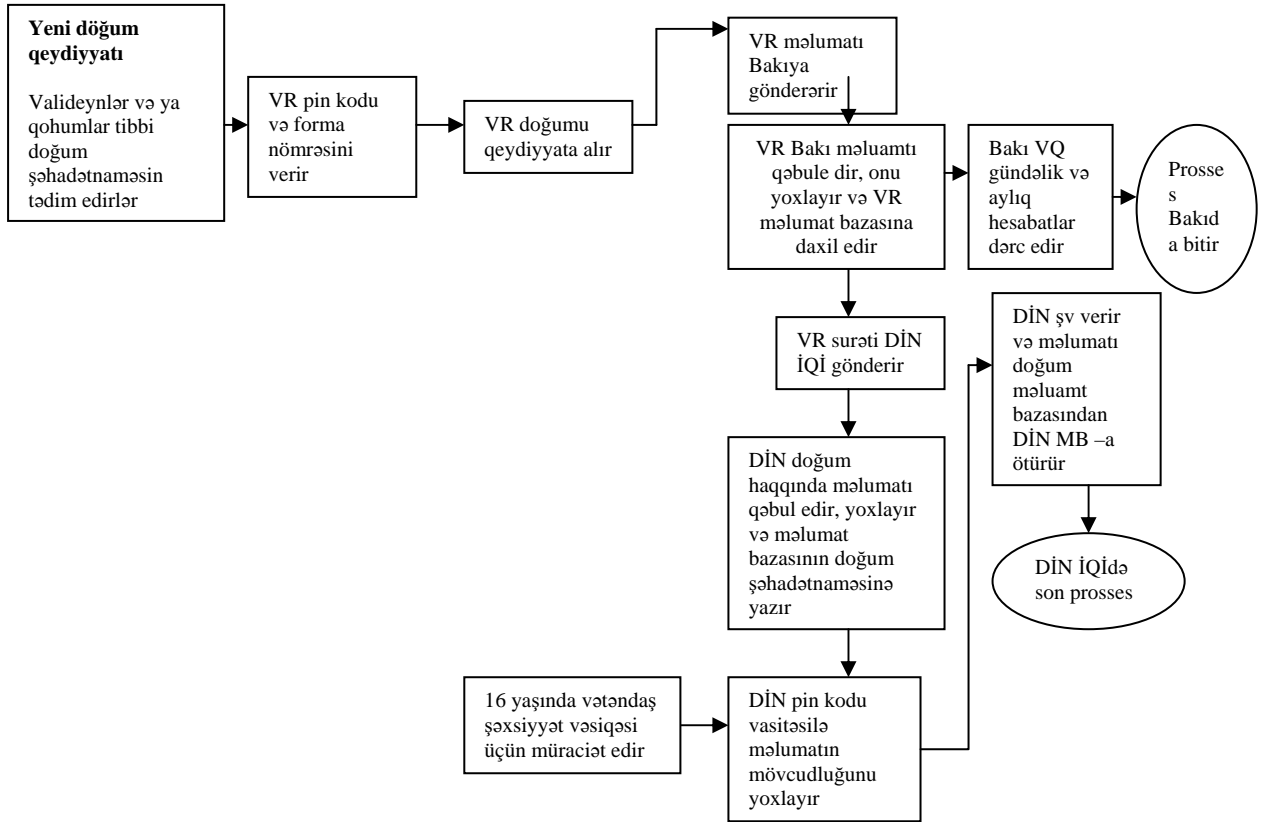 Yeni döğum
qeydiyyatı
Valideynlər və ya
qohumlar tibbi
doğum
şəhadətnaməsin
tədim edirlər
VR pin kodu
və forma
nömrəsini
verir
VR doğumu
qeydiyyata alır
VR məlumatı
Bakıya
gönderərir
VR Bakı məluamtı
qəbule dir, onu
yoxlayır və VR
məlumat bazasına
daxil edir
Bakı VQ
gündəlik və
aylıq
hesabatlar
dərc edir
Prosse
s
Bakıd
a bitir
VR surəti DİN
İQİ gönderir
DİN şv verir
və məlumatı
doğum
məluamt
bazasından
DİN MB –a
ötürür
DİN doğum
haqqında məlumatı
qəbul edir, yoxlayır
və məlumat
bazasının doğum
şəhadətnaməsinə
yazır
DİN İQİdə
son prosses
16 yaşında vətəndaş
şəxsiyyət vəsiqəsi
üçün müraciət edir
DİN pin kodu
vasitəsilə
məlumatın
mövcudluğunu
yoxlayır